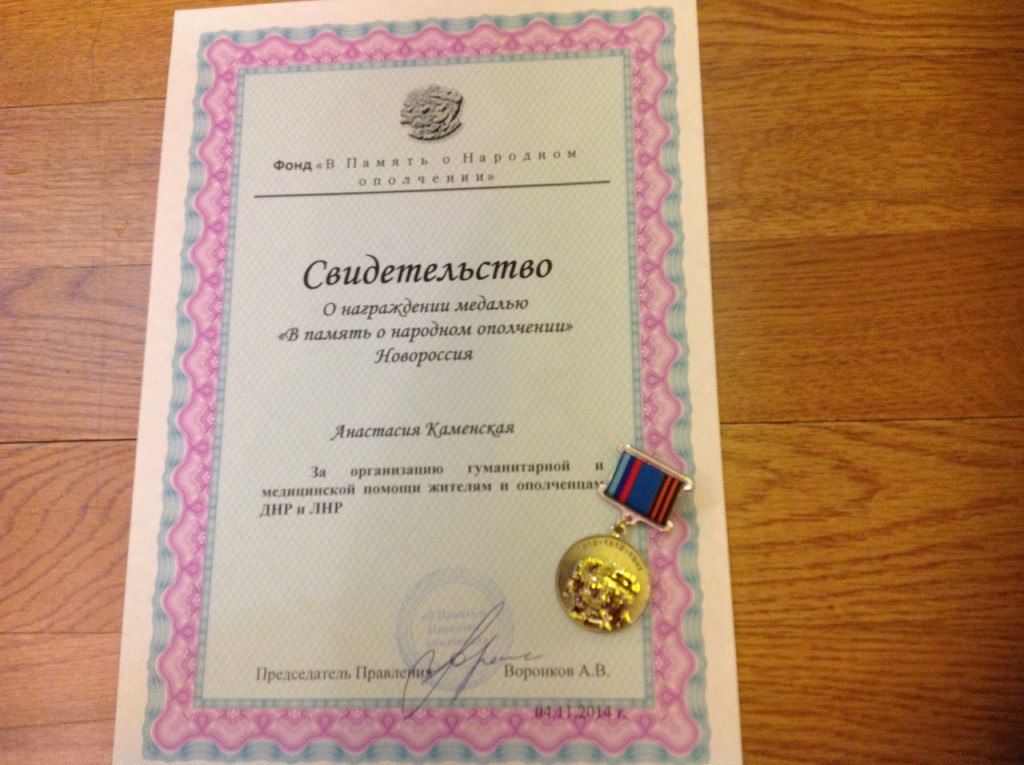 Фонд «В Память о Народном
ополчении»
Свидетельство
О награждении медалью
«В память о народном ополчении»
Новороссия
Анастасия Каменская
За организацию гуманитарной и
медицинской помощи жителям и ополченцам
ДНР и ЛНР
Председатель Правления Воронков А.В.
04.11.2014 г.